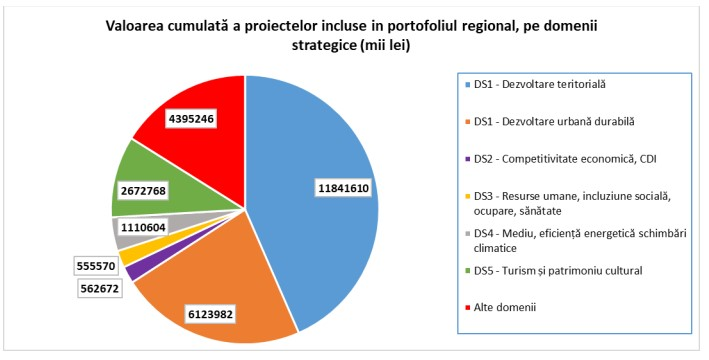 Valoarea cumulată a proiectelor incluse in portofoliul regional, pe domenii
strategice (mii lei)
4395246
11841610
2672768
1110604
555570
562672
6123982
DS1 - Dezvoltare teritorială
DS1 - Dezvoltare urbană durabilă
DS2 - Competitivitate economică, CDI
DS3 - Resurse umane, incluziune socială,
ocupare, sănătate
DS4 - Mediu, eficiență energetică schimbări
climatice
DS5 - Turism și patrimoniu cultural
Alte domenii